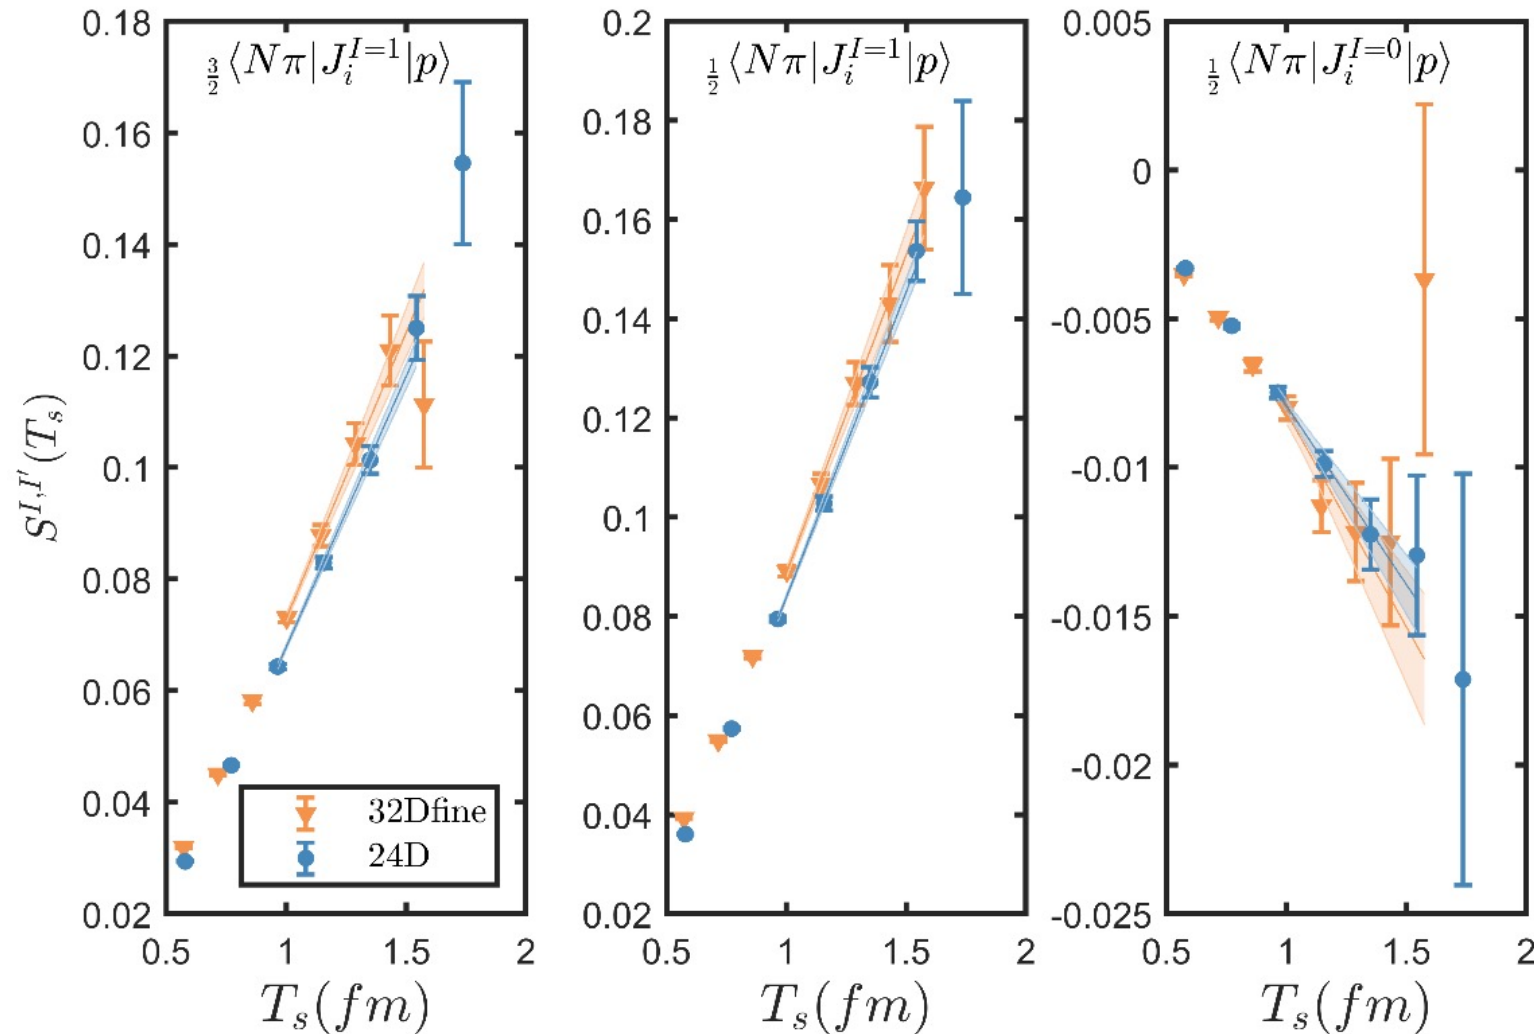 3/2⟨Nπ|J_i^{I=1}|p⟩
0.18
0.16
0.14
0.12
0.1
0.08
0.06
0.04
0.02
S^{I,I'}(T_s)
32Dfine
24D
0.5 1 1.5 2
T_s(fm)
1/2⟨Nπ|J_i^{I=1}|p⟩
0.2
0.18
0.16
0.14
0.12
0.1
0.08
0.06
0.04
0.02
0.5 1 1.5 2
T_s(fm)
1/2⟨Nπ|J_i^{I=0}|p⟩
0.005
0
-0.005
-0.01
-0.015
-0.02
-0.025
0.5 1 1.5 2
T_s(fm)